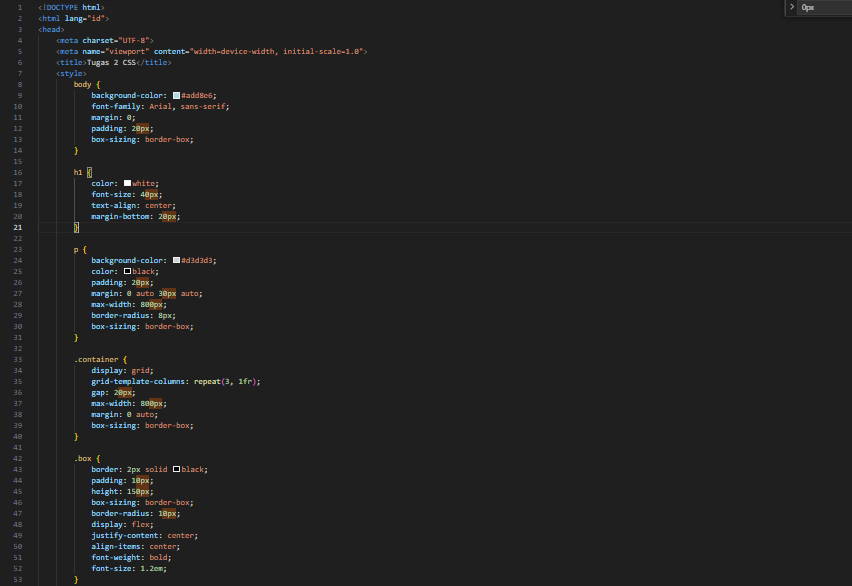 1 <!DOCTYPE html>
2 <html lang="id">
3 <head>
4 <meta charset="UTF-8">
5 <meta name="viewport" content="width=device-width, initial-scale=1.0">
6 <title>Tugas 2 CSS</title>
7 <style>
8 body {
9 background-color: #add8e6;
10 font-family: Arial, sans-serif;
11 margin: 0;
12 padding: 20px;
13 box-sizing: border-box;
14 }
15
16 h1 {
17 color: white;
18 font-size: 40px;
19 text-align: center;
20 margin-bottom: 20px;
21 }
22
23 p {
24 background-color: #d3d3d3;
25 color: black;
26 padding: 20px;
27 margin: 0 auto 30px auto;
28 max-width: 800px;
29 border-radius: 8px;
30 box-sizing: border-box;
31 }
32
33 .container {
34 display: grid;
35 grid-template-columns: repeat(3, 1fr);
36 gap: 20px;
37 max-width: 800px;
38 margin: 0 auto;
39 box-sizing: border-box;
40 }
41
42 .box {
43 border: 2px solid black;
44 padding: 10px;
45 height: 150px;
46 box-sizing: border-box;
47 border-radius: 10px;
48 display: flex;
49 justify-content: center;
50 align-items: center;
51 font-weight: bold;
52 font-size: 1.2em;
53 }
0px